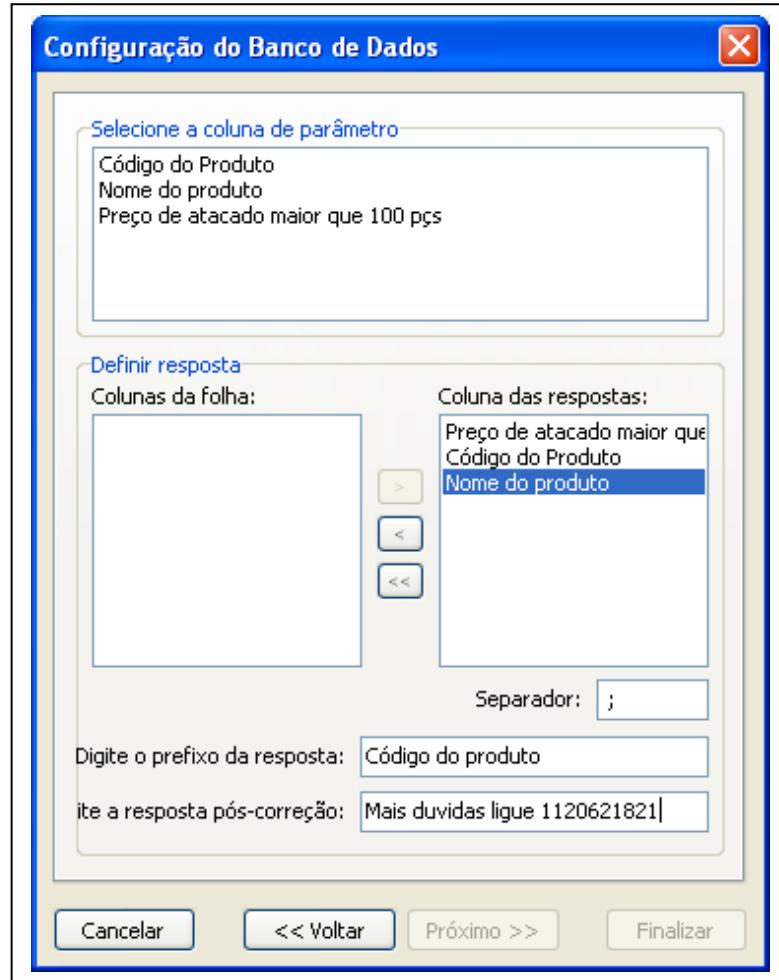 Configuração do Banco de Dados
Selecione a coluna de parâmetro
Código do Produto
Nome do produto
Preço de atacado maior que 100 pçs
Definir resposta
Colunas da folha:
Coluna das respostas:
Preço de atacado maior que
Código do Produto
Nome do produto
>
<
<<
Separador: ;
Digite o prefixo da resposta: Código do produto
ite a resposta pós-correção: Mais duvidas ligue 1120621821
Cancelar << Voltar Próximo >> Finalizar